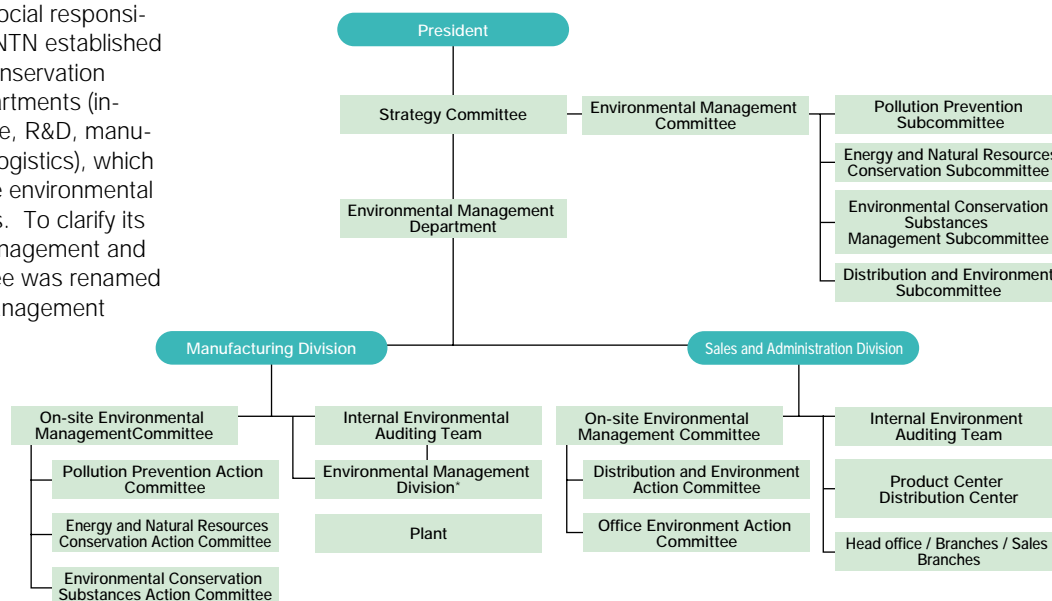 ocial responsi-
NTN established
onservation
artments (in-
e, R&D, manu-
ogistics), which
e environmental
s. To clarify its
nagement and
ee was renamed
nagement
President
Strategy Committee
Environmental Management
Committee
Pollution Prevention
Subcommittee
Energy and Natural Resources
Conservation Subcommittee
Environmental Conservation
Substances
Management Subcommittee
Distribution and Environment
Subcommittee
Environmental Management
Department
Manufacturing Division
Sales and Administration Division
On-site Environmental
ManagementCommittee
Pollution Prevention Action
Committee
Energy and Natural Resources
Conservation Action Committee
Environmental Conservation
Substances Action Committee
Internal Environmental
Auditing Team
Environmental Management
Division*
Plant
On-site Environmental
Management Committee
Distribution and Environment
Action Committee
Office Environment Action
Committee
Internal Environment
Auditing Team
Product Center
Distribution Center
Head office / Branches / Sales
Branches